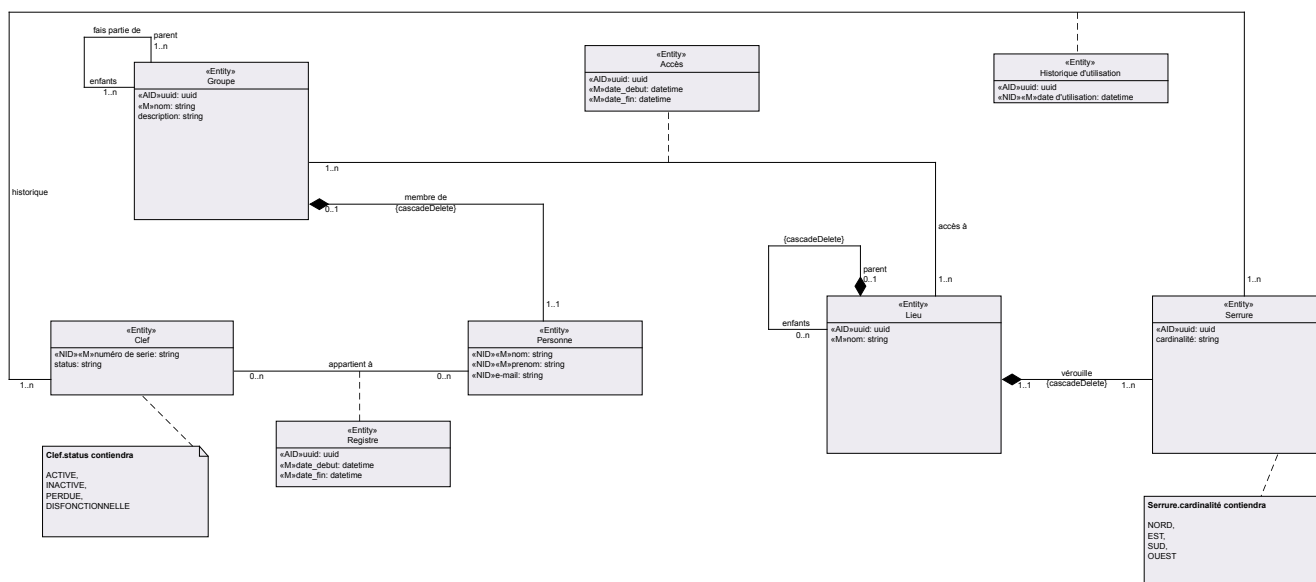 fais partie de
parent
1..n
enfants
1..n
«Entity»
Groupe
«AID»uuid: uuid
«M»nom: string
description: string
«Entity»
Accès
«AID»uuid: uuid
«M»date_debut: datetime
«M»date_fin: datetime
«Entity»
Historique d'utilisation
«AID»uuid: uuid
«NID»«M»date d'utilisation: datetime
1..n
historique
membre de
0..1
{cascadeDelete}
accès à
{cascadeDelete}
parent
0..1
1..n
1..n
1..1
enfants
0..n
«Entity»
Lieu
«AID»uuid: uuid
«M»nom: string
«Entity»
Serrure
«AID»uuid: uuid
cardinalité: string
«Entity»
Clef
«NID»«M»numéro de serie: string
status: string
«Entity»
Personne
«NID»«M»nom: string
«NID»«M»prenom: string
«NID»e-mail: string
appartient à
0..n
0..n
1..n
vérouille
1..1
{cascadeDelete}
1..n
«Entity»
Registre
«AID»uuid: uuid
«M»date_debut: datetime
«M»date_fin: datetime
Clef.status contiendra
ACTIVE,
INACTIVE,
PERDUE,
DISFONCTIONNELLE
Serrure.cardinalité contiendra
NORD,
EST,
SUD,
OUEST